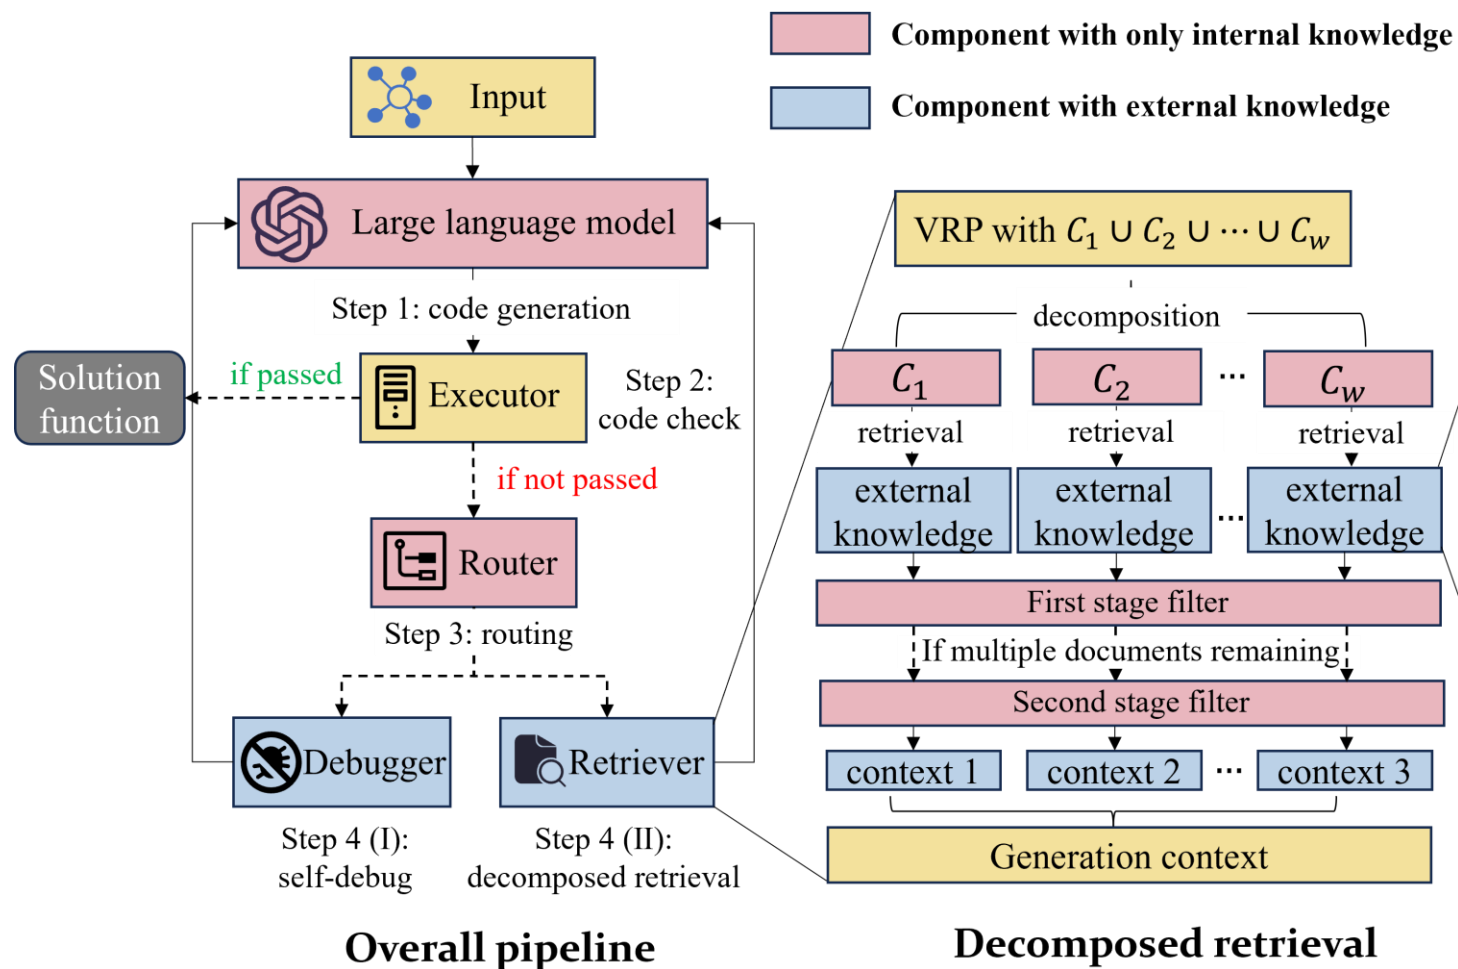 Component with only internal knowledge
Component with external knowledge
Input
Large language model
Step 1: code generation
Solution
function
if passed
Executor
Step 2:
code check
if not passed
Router
Step 3: routing
Debugger
Retriever
Step 4 (I):
self-debug
Step 4 (II):
decomposed retrieval
Overall pipeline
VRP with C₁ ∪ C₂ ∪ ⋯ ∪ C_w
decomposition
C₁ C₂ ... C_w
retrieval retrieval retrieval
external external external
knowledge knowledge ... knowledge
First stage filter
If multiple documents remaining
Second stage filter
context 1 context 2 ... context 3
Generation context
Decomposed retrieval